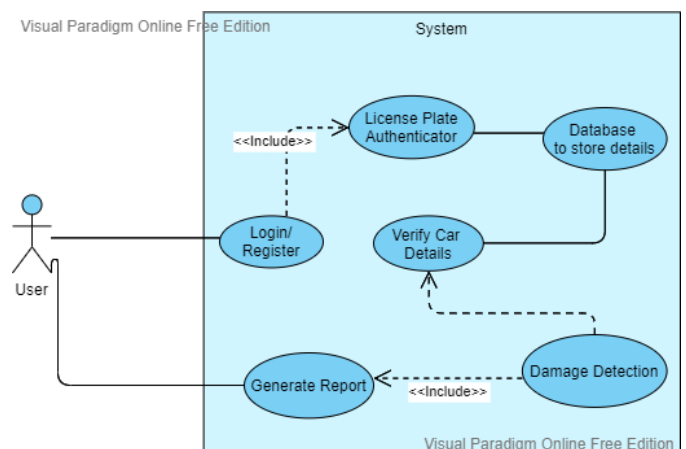 Visual Paradigm Online Free Edition
System
License Plate
Authenticator
Database
to store details
<<Include>>
Login/
Register
Verify Car
Details
User
Generate Report
<<Include>>
Damage Detection
Visual Paradigm Online Free Edition